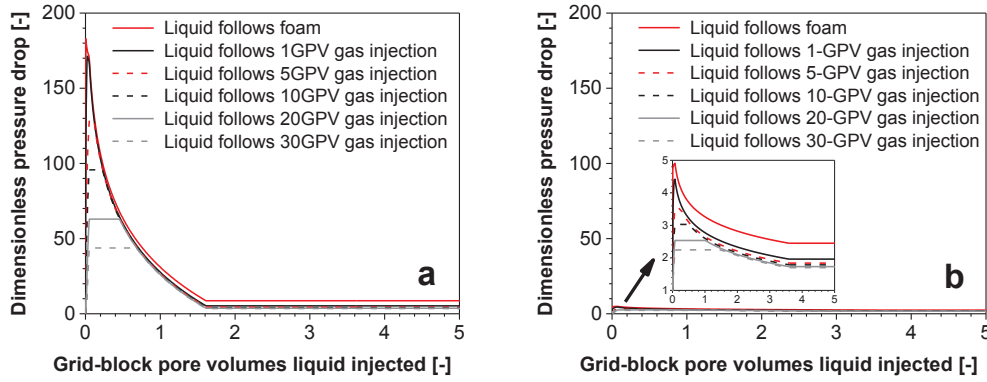 Dimensionless pressure drop [-]
200
150
100
50
0
Liquid follows foam
Liquid follows 1GPV gas injection
Liquid follows 5GPV gas injection
Liquid follows 10GPV gas injection
Liquid follows 20GPV gas injection
Liquid follows 30GPV gas injection
a
0 1 2 3 4 5
Grid-block pore volumes liquid injected [-]
Dimensionless pressure drop [-]
200
150
100
50
0
Liquid follows foam
Liquid follows 1-GPV gas injection
Liquid follows 5-GPV gas injection
Liquid follows 10-GPV gas injection
Liquid follows 20-GPV gas injection
Liquid follows 30-GPV gas injection
5
4
3
2
1
0 1 2 3 4 5
b
0 1 2 3 4 5
Grid-block pore volumes liquid injected [-]